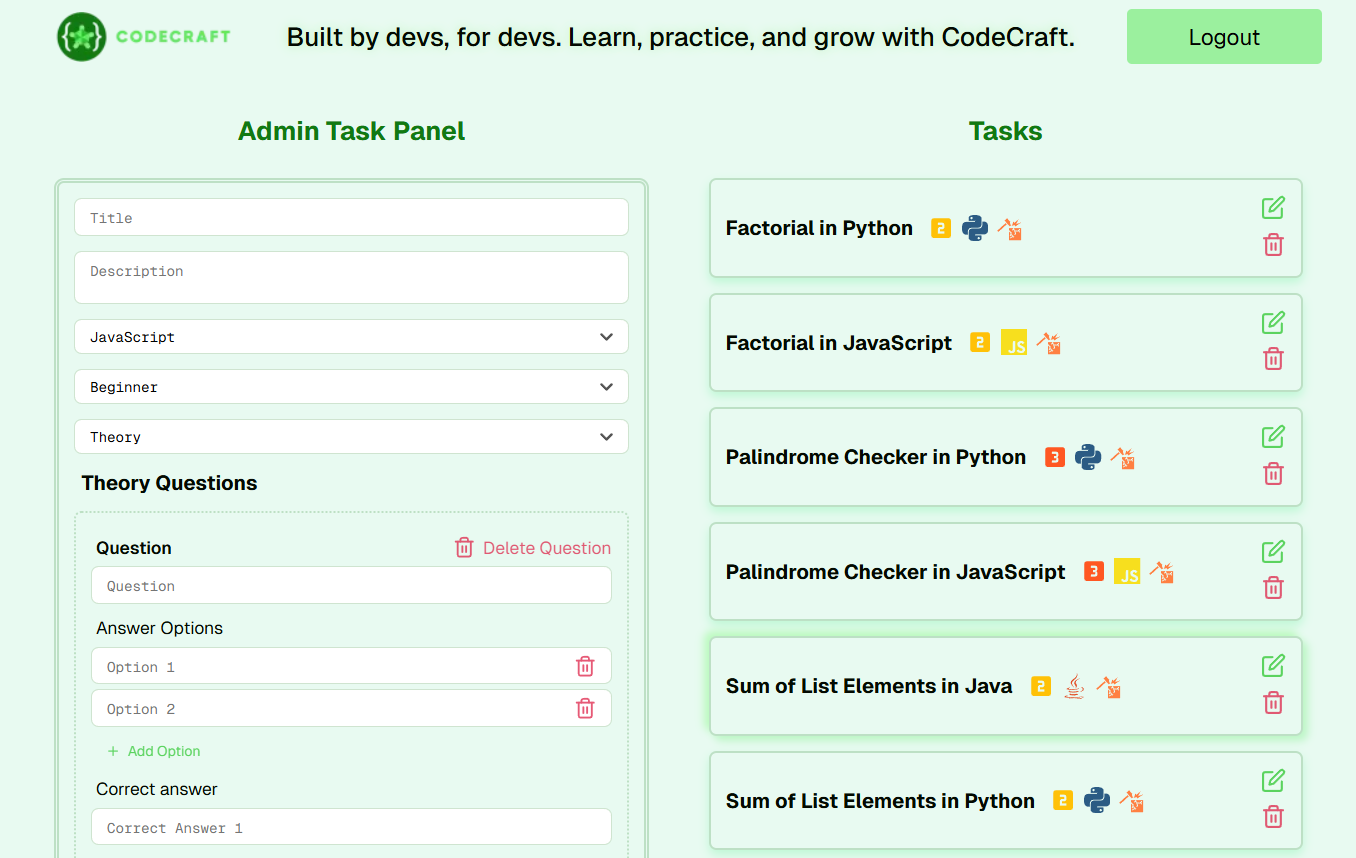 CODECRAFT
Built by devs, for devs. Learn, practice, and grow with CodeCraft.
Logout
Admin Task Panel
Title
Description
JavaScript
Beginner
Theory
Theory Questions
Question
Delete Question
Question
Answer Options
Option 1
Option 2
+ Add Option
Correct answer
Correct Answer 1
Tasks
Factorial in Python 2
Factorial in JavaScript 2 JS
Palindrome Checker in Python 3
Palindrome Checker in JavaScript 3 JS
Sum of List Elements in Java 2
Sum of List Elements in Python 2